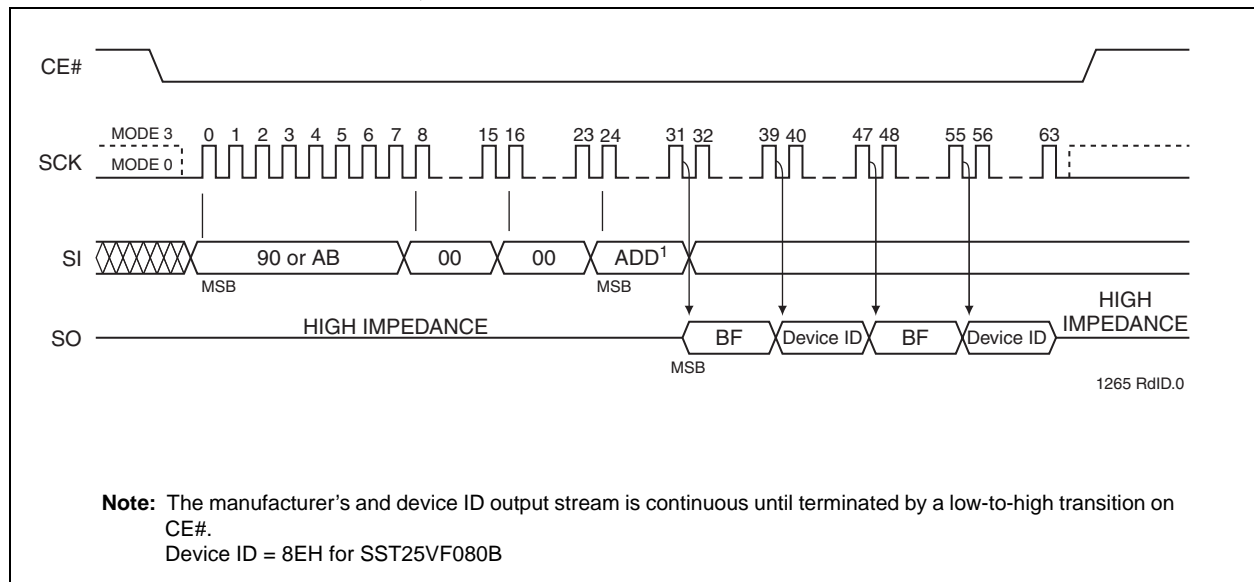 CE#
MODE 3
0 1 2 3 4 5 6 7 8 15 16 23 24 31 32 39 40 47 48 55 56 63
SCK
MODE 0
SI
90 or AB 00 00 ADD1
MSB MSB
HIGH IMPEDANCE
HIGH IMPEDANCE
SO
BF Device ID BF Device ID
MSB
1265 RdID.0
Note: The manufacturer's and device ID output stream is continuous until terminated by a low-to-high transition on
CE#.
Device ID = 8EH for SST25VF080B